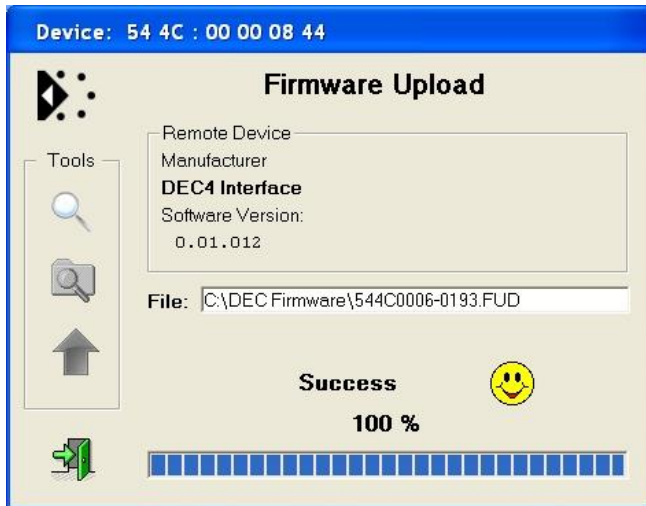 Device: 54 4C : 00 00 08 44
Firmware Upload
Remote Device
Tools
Manufacturer
DEC4 Interface
Software Version:
0.01.012
File: C:\DEC Firmware\544C0006-0193.FUD
Success
100 %